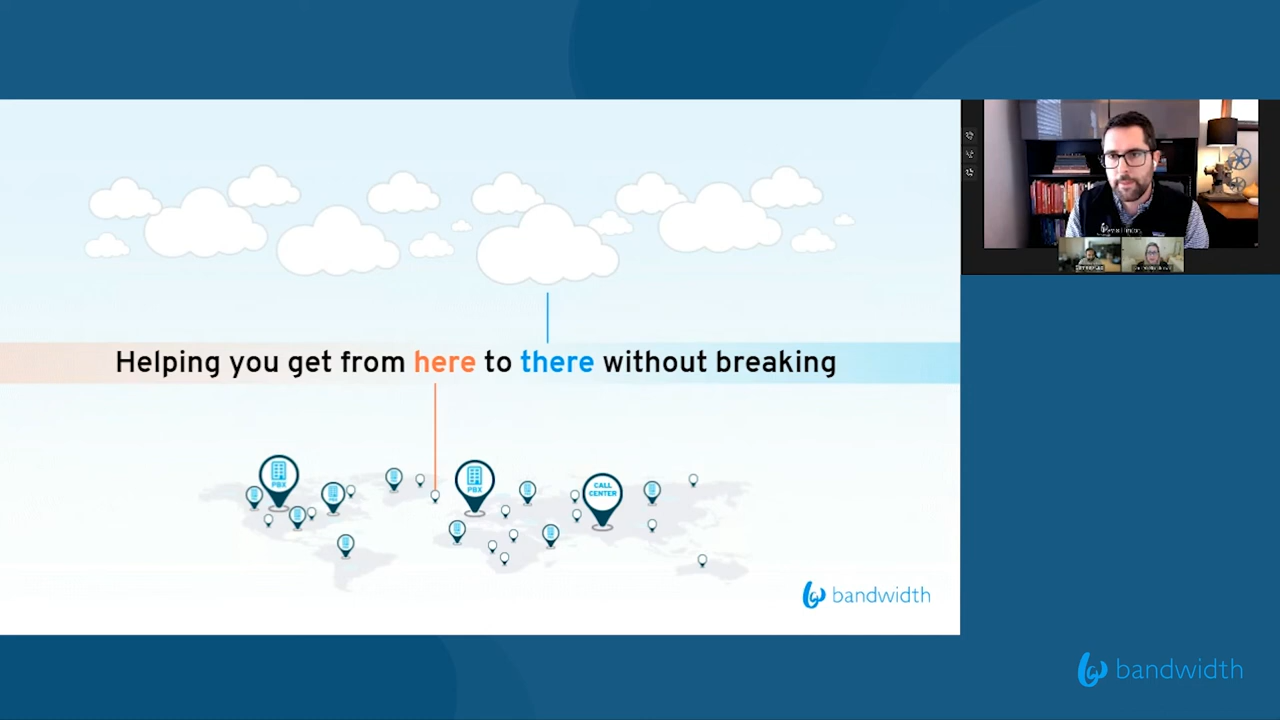 Helping you get from here to there without breaking
PBX
PBX
CALL
CENTER
bandwidth
bandwidth